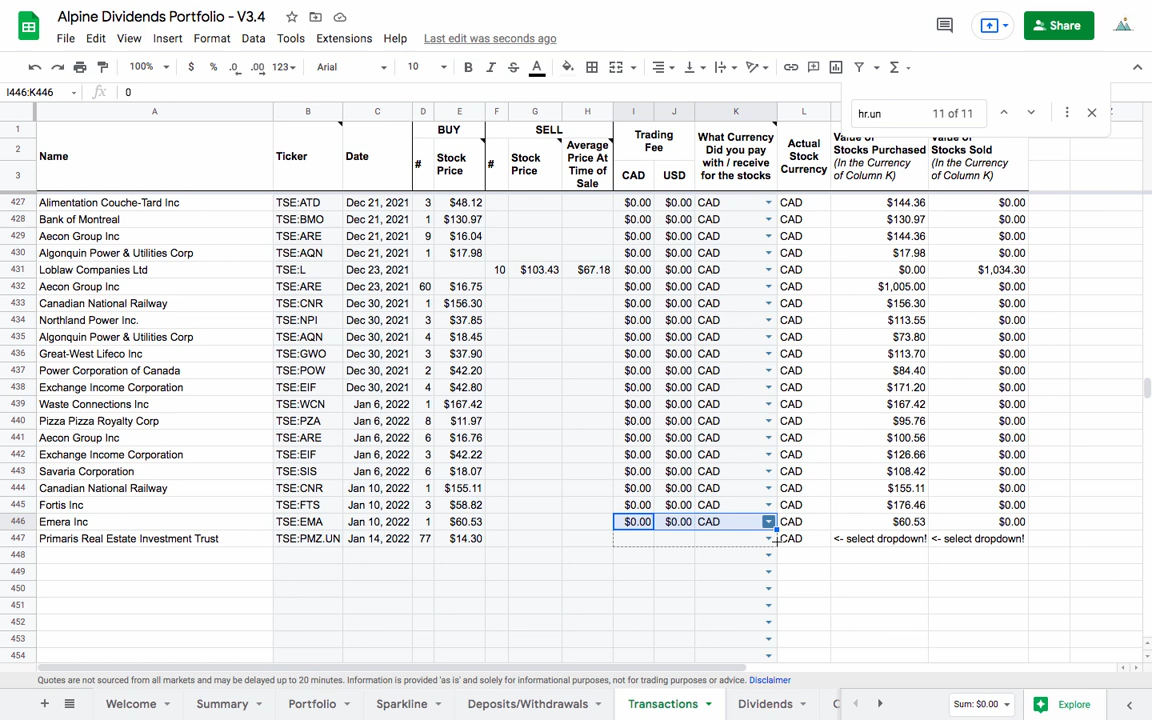 Alpine Dividends Portfolio - V3.4
File Edit View Insert Format Data Tools Extensions Help Last edit was seconds ago
Share
100% $ % .0 .00 123 Arial 10 B I S A
I446:K446 fx 0
hr.un 11 of 11
A B C D E F G H I J K L
1 BUY SELL Trading Fee What Currency Did you pay with / receive for the stocks Actual Stock Currency
2 Name Ticker Date # Stock Price # Stock Price Average Price At Time of Sale Stocks Purchased (In the Currency of Column K) Stocks Sold (In the Currency of Column K)
3 CAD USD
427 Alimentation Couche-Tard Inc TSE:ATD Dec 21, 2021 3 $48.12 $0.00 $0.00 CAD CAD $144.36 $0.00
428 Bank of Montreal TSE:BMO Dec 21, 2021 1 $130.97 $0.00 $0.00 CAD CAD $130.97 $0.00
429 Aecon Group Inc TSE:ARE Dec 21, 2021 9 $16.04 $0.00 $0.00 CAD CAD $144.36 $0.00
430 Algonquin Power & Utilities Corp TSE:AQN Dec 21, 2021 1 $17.98 $0.00 $0.00 CAD CAD $17.98 $0.00
431 Loblaw Companies Ltd TSE:L Dec 23, 2021 10 $103.43 $67.18 $0.00 $0.00 CAD CAD $0.00 $1,034.30
432 Aecon Group Inc TSE:ARE Dec 23, 2021 60 $16.75 $0.00 $0.00 CAD CAD $1,005.00 $0.00
433 Canadian National Railway TSE:CNR Dec 30, 2021 1 $156.30 $0.00 $0.00 CAD CAD $156.30 $0.00
434 Northland Power Inc. TSE:NPI Dec 30, 2021 3 $37.85 $0.00 $0.00 CAD CAD $113.55 $0.00
435 Algonquin Power & Utilities Corp TSE:AQN Dec 30, 2021 4 $18.45 $0.00 $0.00 CAD CAD $73.80 $0.00
436 Great-West Lifeco Inc TSE:GWO Dec 30, 2021 3 $37.90 $0.00 $0.00 CAD CAD $113.70 $0.00
437 Power Corporation of Canada TSE:POW Dec 30, 2021 2 $42.20 $0.00 $0.00 CAD CAD $84.40 $0.00
438 Exchange Income Corporation TSE:EIF Dec 30, 2021 4 $42.80 $0.00 $0.00 CAD CAD $171.20 $0.00
439 Waste Connections Inc TSE:WCN Jan 6, 2022 1 $167.42 $0.00 $0.00 CAD CAD $167.42 $0.00
440 Pizza Pizza Royalty Corp TSE:PZA Jan 6, 2022 8 $11.97 $0.00 $0.00 CAD CAD $95.76 $0.00
441 Aecon Group Inc TSE:ARE Jan 6, 2022 6 $16.76 $0.00 $0.00 CAD CAD $100.56 $0.00
442 Exchange Income Corporation TSE:EIF Jan 6, 2022 3 $42.22 $0.00 $0.00 CAD CAD $126.66 $0.00
443 Savaria Corporation TSE:SIS Jan 6, 2022 6 $18.07 $0.00 $0.00 CAD CAD $108.42 $0.00
444 Canadian National Railway TSE:CNR Jan 10, 2022 1 $155.11 $0.00 $0.00 CAD CAD $155.11 $0.00
445 Fortis Inc TSE:FTS Jan 10, 2022 3 $58.82 $0.00 $0.00 CAD CAD $176.46 $0.00
446 Emera Inc TSE:EMA Jan 10, 2022 1 $60.53 $0.00 $0.00 CAD CAD $60.53 $0.00
447 Primaris Real Estate Investment Trust TSE:PMZ.UN Jan 14, 2022 77 $14.30 CAD <- select dropdown! <- select dropdown!
448
449
450
451
452
453
454
Quotes are not sourced from all markets and may be delayed up to 20 minutes. Information is provided 'as is' and solely for informational purposes, not for trading purposes or advice. Disclaimer
Welcome Summary Portfolio Sparkline Deposits/Withdrawals Transactions Dividends Sum: $0.00 Explore